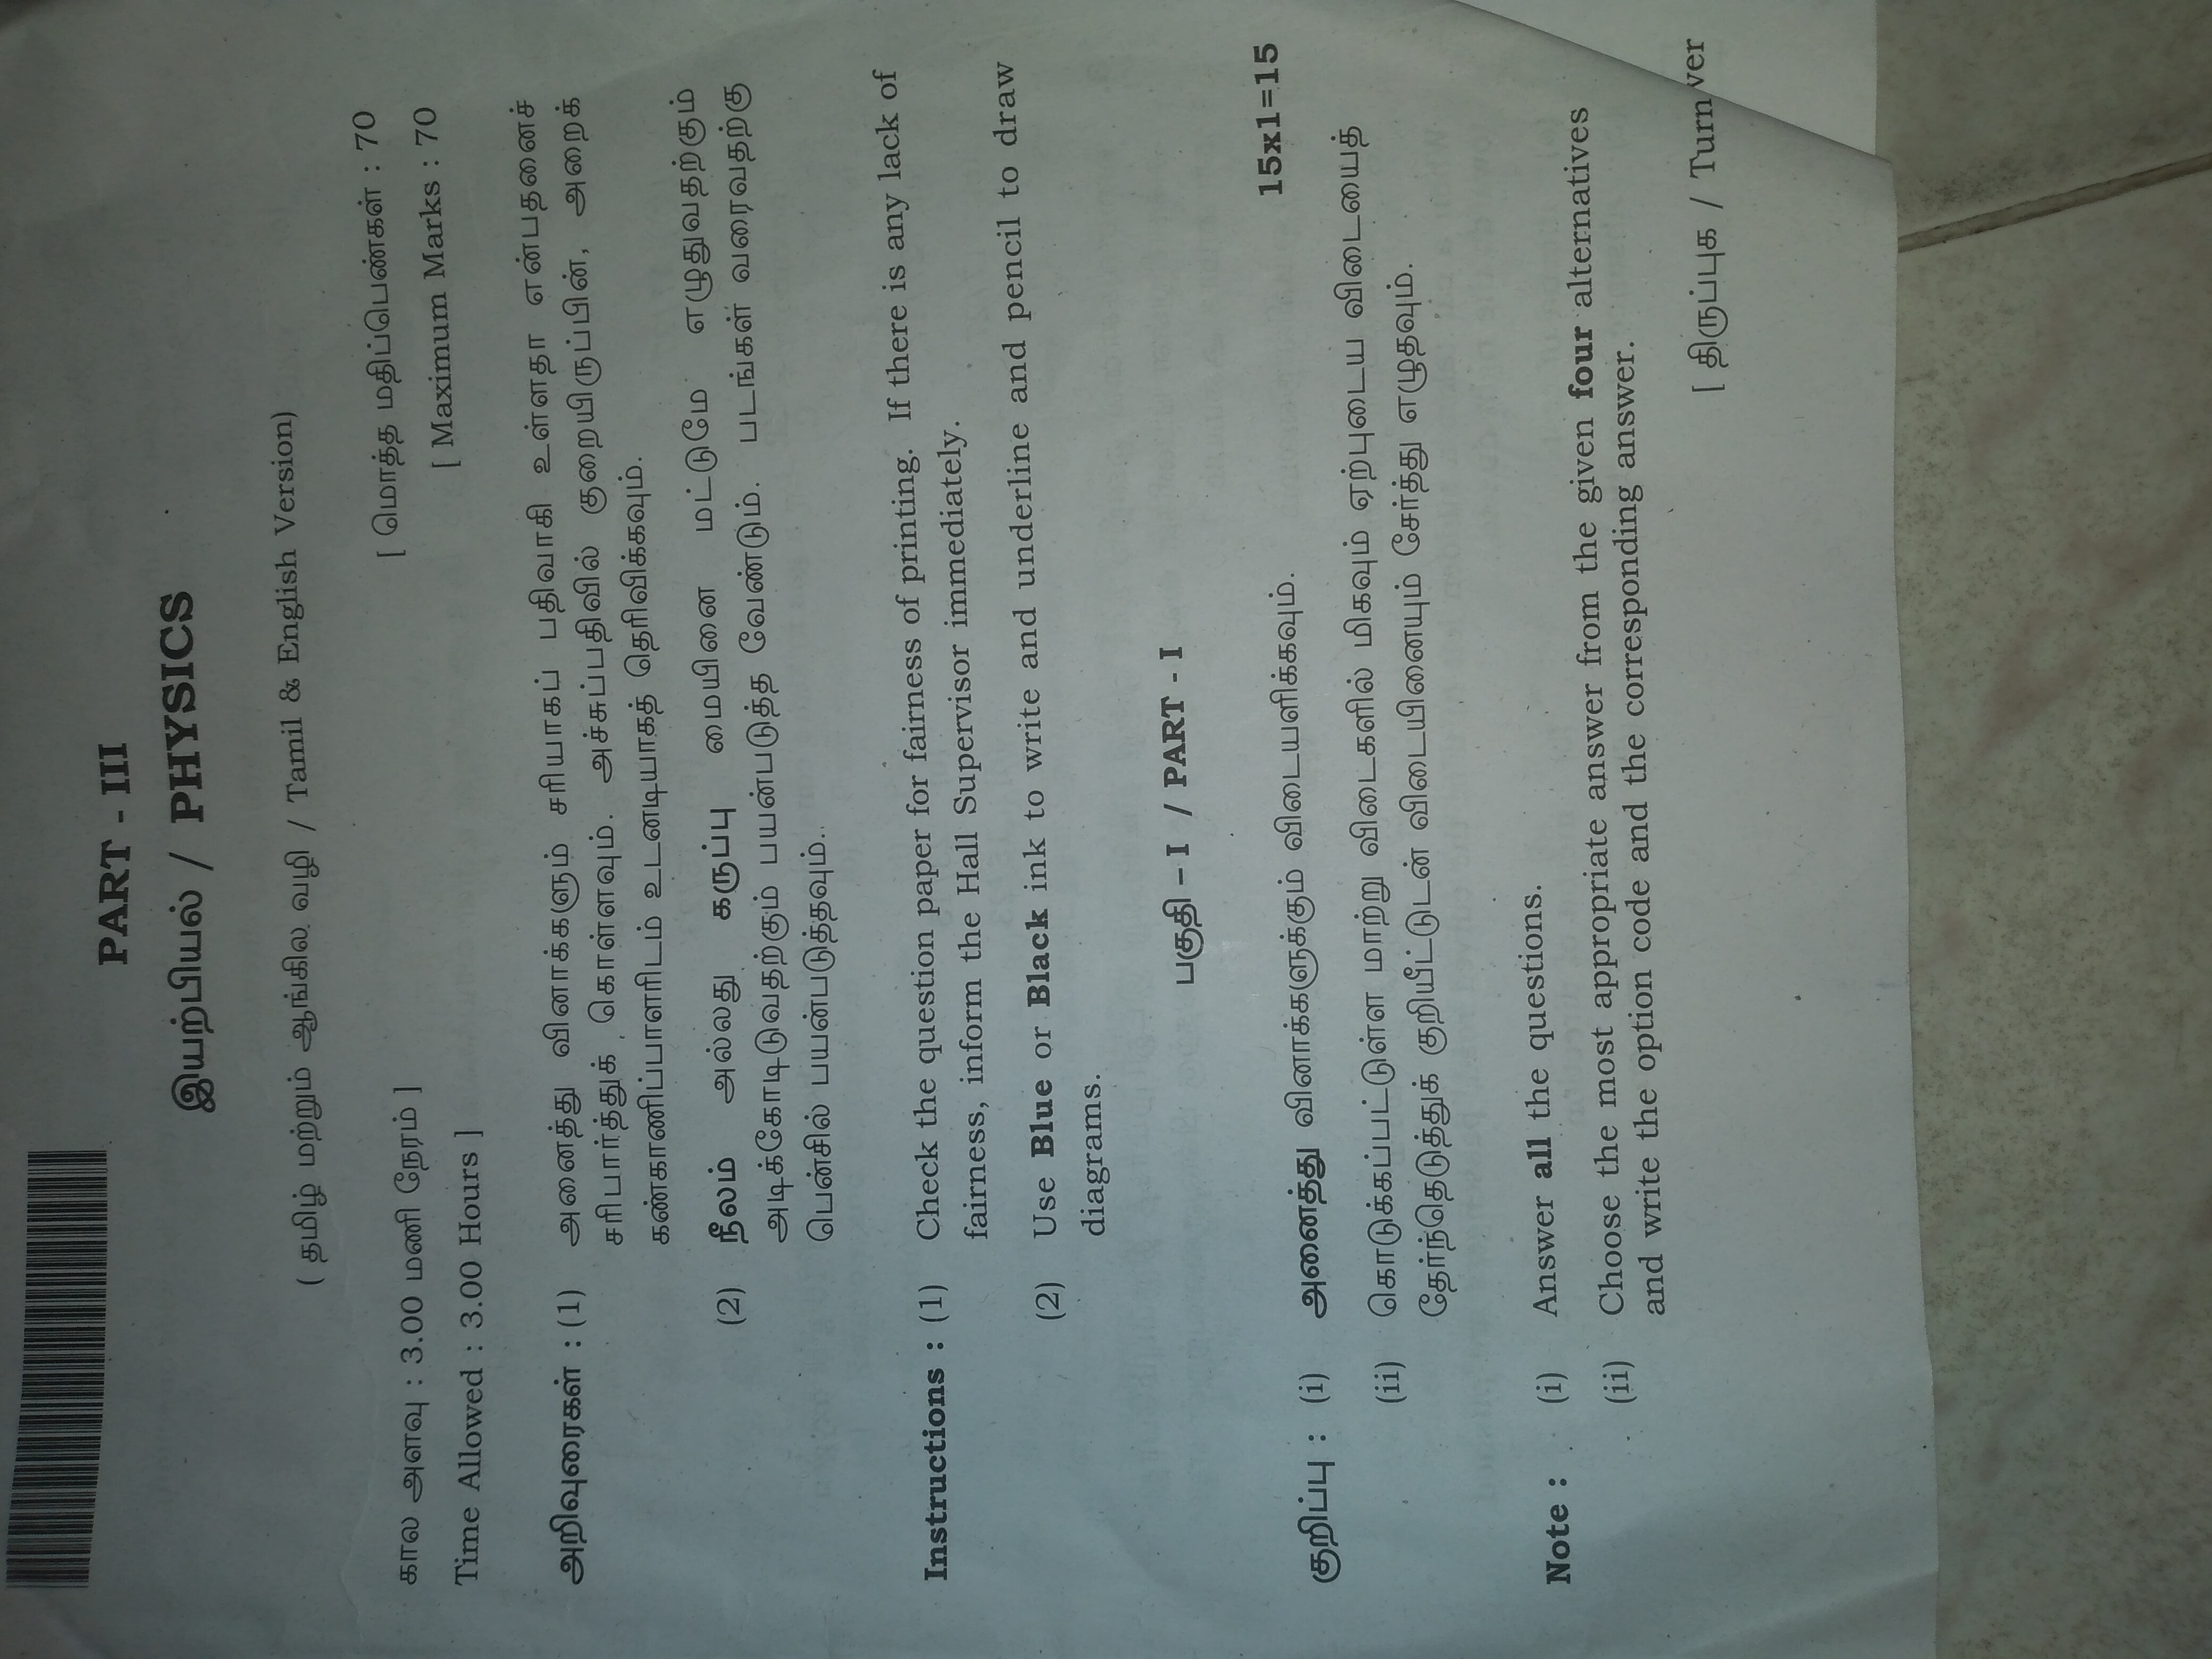 PART - III
இயற்பியல் / PHYSICS
( தமிழ் மற்றும் ஆங்கில வழி / Tamil & English Version)
கால அளவு : 3.00 மணி நேரம் ] [ மொத்த மதிப்பெண்கள் : 70
Time Allowed : 3.00 Hours ] [ Maximum Marks : 70
அறிவுரைகள் : (1) அனைத்து வினாக்களும் சரியாகப் பதிவாகி உள்ளதா என்பதனைச்
சரிபார்த்துக் கொள்ளவும். அச்சுப்பதிவில் குறையிருப்பின், அறைக்
கண்காணிப்பாளரிடம் உடனடியாகத் தெரிவிக்கவும்.
(2) நீலம் அல்லது கருப்பு மையினை மட்டுமே எழுதுவதற்கும்
அடிக்கோடிடுவதற்கும் பயன்படுத்த வேண்டும். படங்கள் வரைவதற்கு
பென்சில் பயன்படுத்தவும்.
Instructions : (1) Check the question paper for fairness of printing. If there is any lack of
fairness, inform the Hall Supervisor immediately.
(2) Use Blue or Black ink to write and underline and pencil to draw
diagrams.
பகுதி – I / PART - I
குறிப்பு : (i) அனைத்து வினாக்களுக்கும் விடையளிக்கவும். 15x1=15
(ii) கொடுக்கப்பட்டுள்ள மாற்று விடைகளில் மிகவும் ஏற்புடைய விடையைத்
தேர்ந்தெடுத்துக் குறியீட்டுடன் விடையினையும் சேர்த்து எழுதவும்.
Note : (i) Answer all the questions.
(ii) Choose the most appropriate answer from the given four alternatives
and write the option code and the corresponding answer.
[ திருப்புக / Turn ver